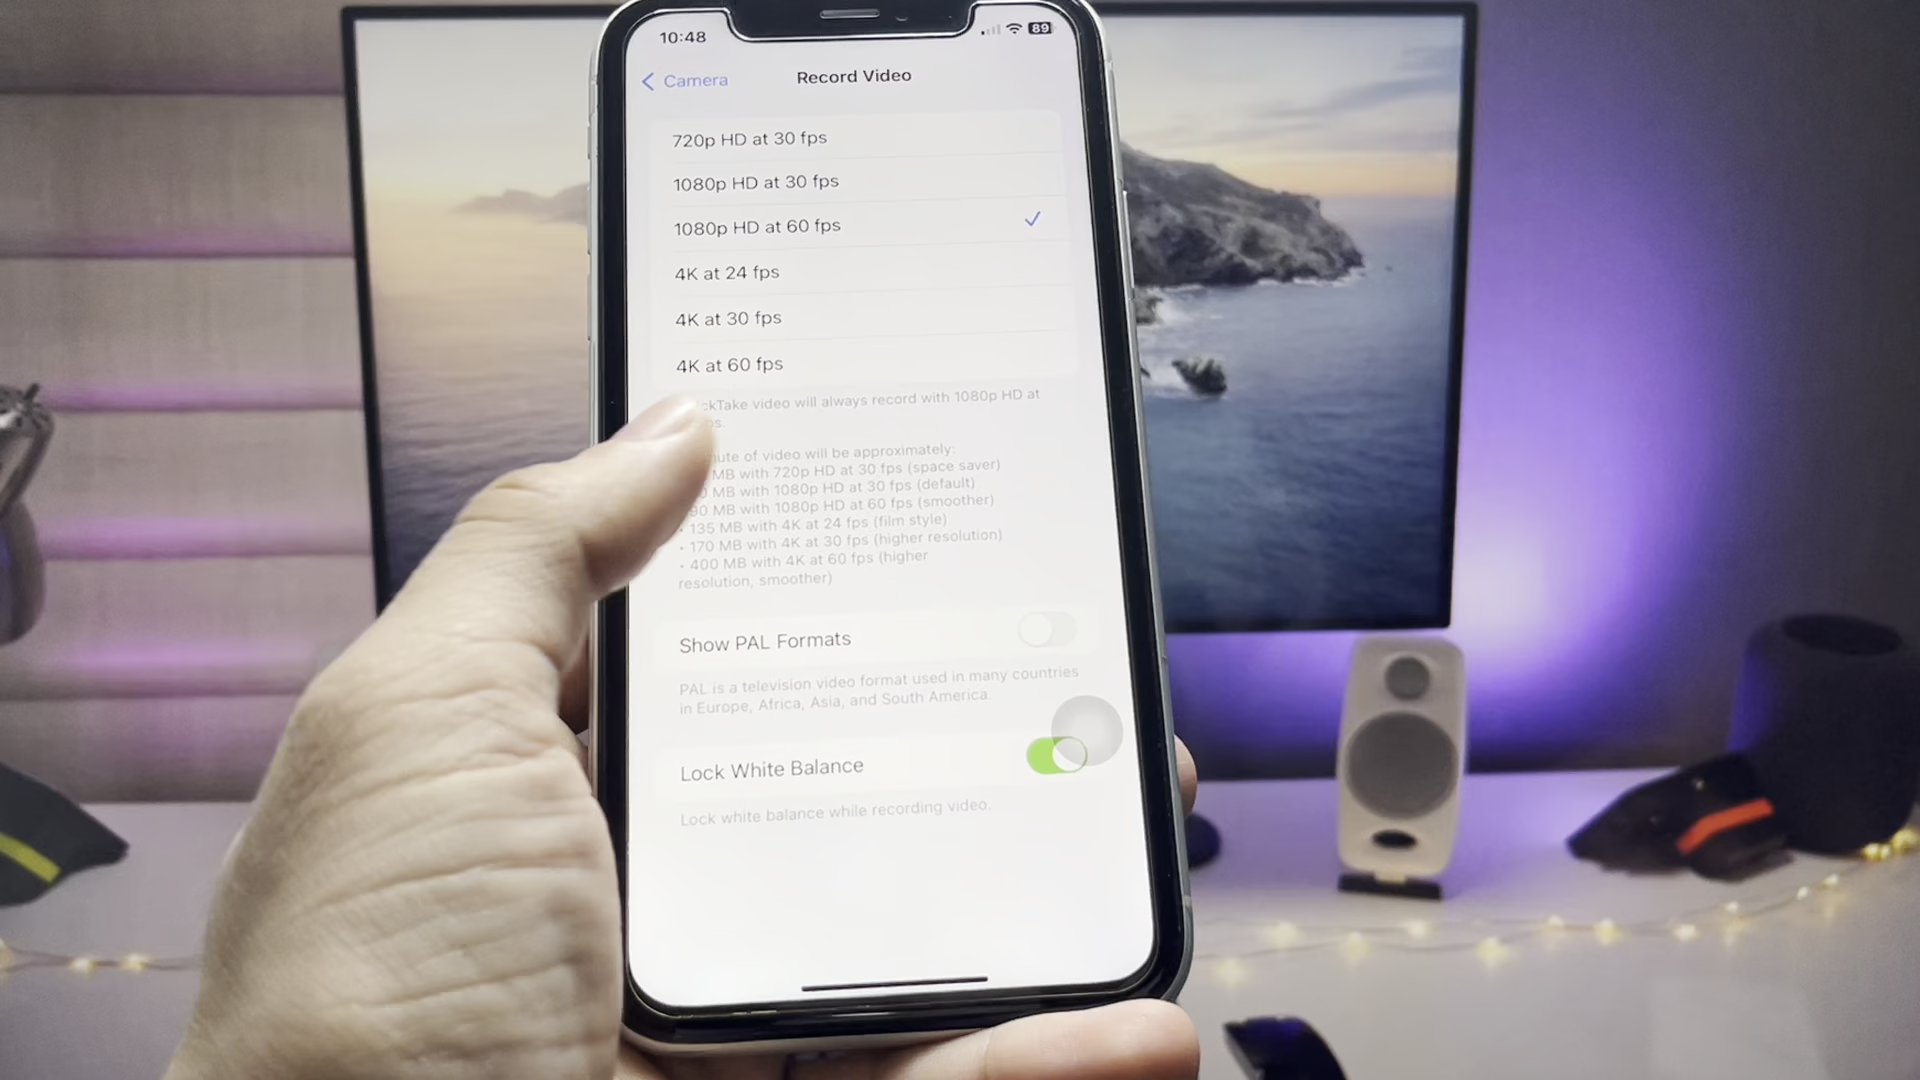 10:48
89
Camera
Record Video
720p HD at 30 fps
1080p HD at 30 fps
1080p HD at 60 fps
4K at 24 fps
4K at 30 fps
4K at 60 fps
ckTake video will always record with 1080p HD at
ps.
ute of video will be approximately:
MB with 720p HD at 30 fps (space saver)
0 MB with 1080p HD at 30 fps (default)
90 MB with 1080p HD at 60 fps (smoother)
• 135 MB with 4K at 24 fps (film style)
• 170 MB with 4K at 30 fps (higher resolution)
• 400 MB with 4K at 60 fps (higher
resolution, smoother)
Show PAL Formats
PAL is a television video format used in many countries
in Europe, Africa, Asia, and South America.
Lock White Balance
Lock white balance while recording video.